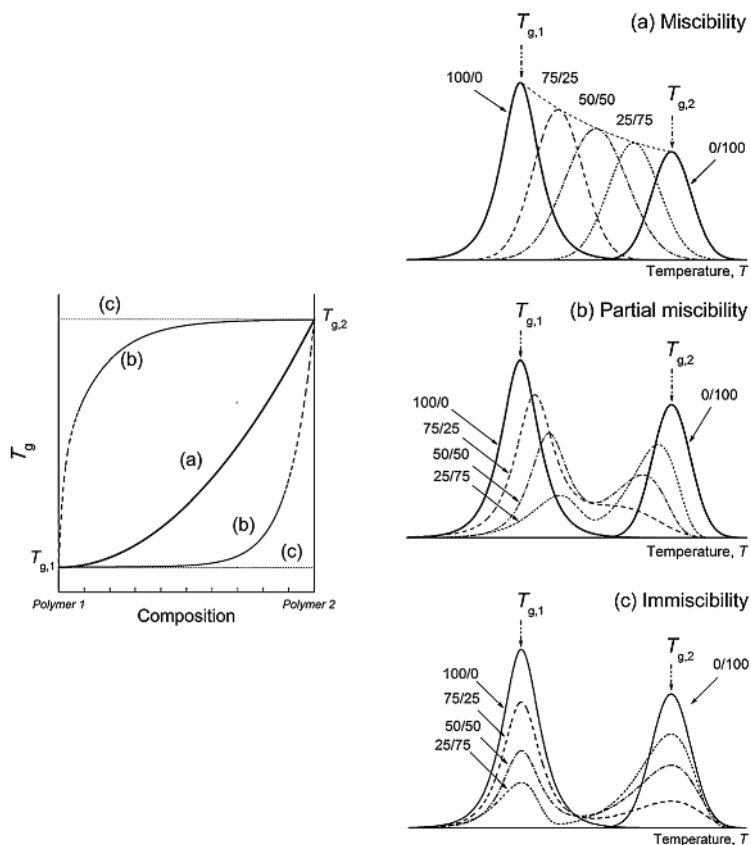 (a) Miscibility
Tg,1
100/0
75/25
50/50
25/75
Tg,2
0/100
Temperature, T
(c)
Tg,2
(b)
(a)
(b)
(c)
Tg
Tg,1
Polymer 1
Polymer 2
Composition
(b) Partial miscibility
Tg,1
Tg,2
100/0
75/25
50/50
25/75
0/100
Temperature, T
(c) Immiscibility
Tg,1
Tg,2
100/0
75/25
50/50
25/75
0/100
Temperature, T